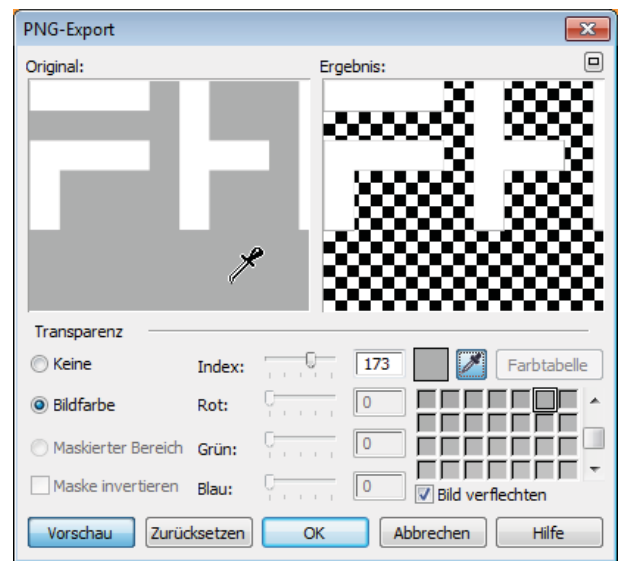 PNG-Export
Original:
Ergebnis:
Transparenz
Keine
Index:
173
Farbtabelle
Bildfarbe
Rot:
0
Maskierter Bereich
Grün:
0
Maske invertieren
Blau:
0
Bild verflechten
Vorschau
Zurücksetzen
OK
Abbrechen
Hilfe